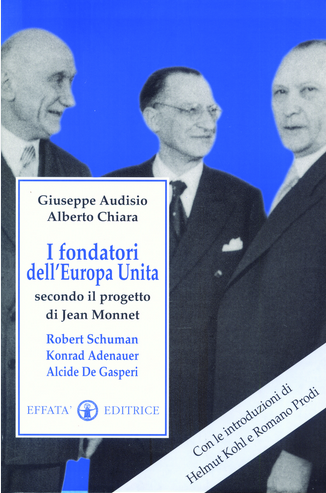 Giuseppe Audisio
Alberto Chiara
I fondatori
dell'Europa Unita
secondo il progetto
di Jean Monnet
Robert Schuman
Konrad Adenauer
Alcide De Gasperi
EFFATA' EDITRICE
Con le introduzioni di
Helmut Kohl e Romano Prodi